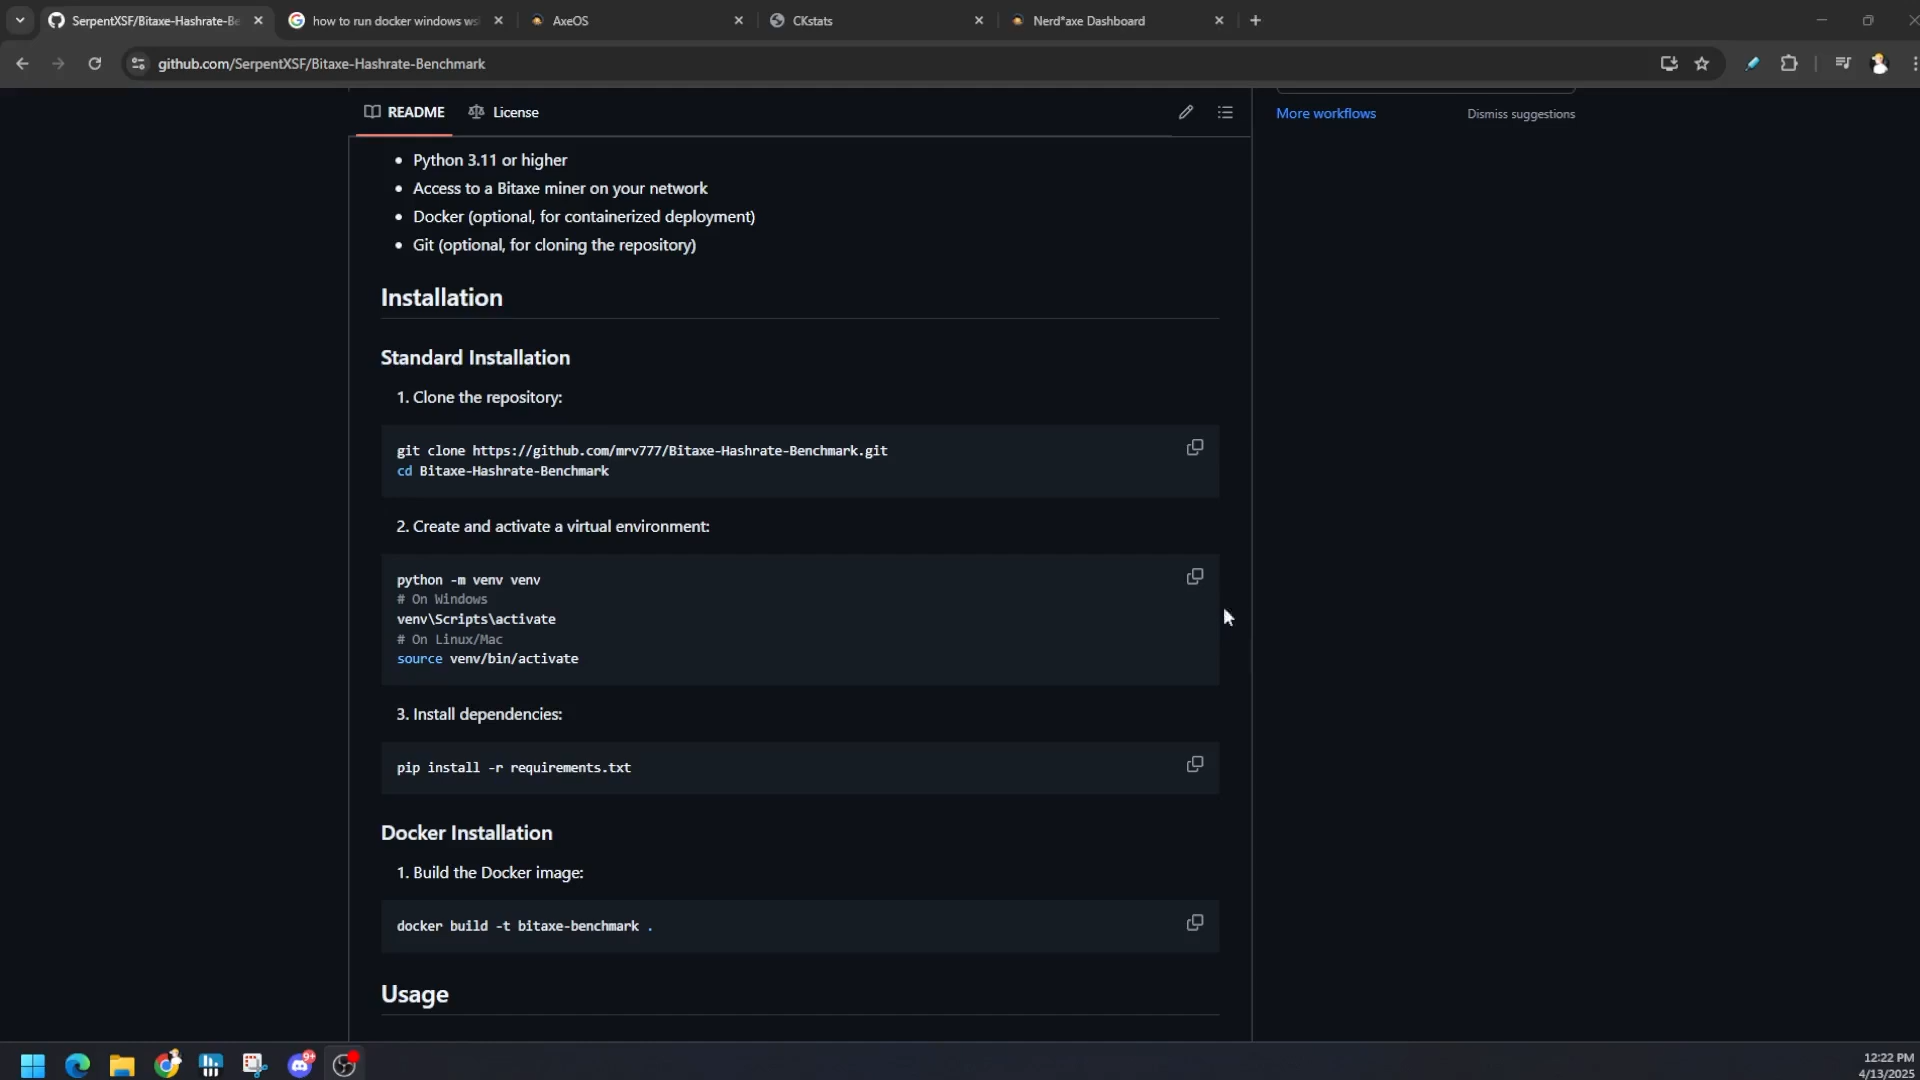 SerpentXSF/Bitaxe-Hashrate-Be
how to run docker windows ws
AxeOS
CKstats
Nerd*axe Dashboard
github.com/SerpentXSF/Bitaxe-Hashrate-Benchmark
README
License
More workflows
Dismiss suggestions
• Python 3.11 or higher
• Access to a Bitaxe miner on your network
• Docker (optional, for containerized deployment)
• Git (optional, for cloning the repository)
Installation
Standard Installation
1. Clone the repository:
git clone https://github.com/mrv777/Bitaxe-Hashrate-Benchmark.git
cd Bitaxe-Hashrate-Benchmark
2. Create and activate a virtual environment:
python -m venv venv
# On Windows
venv\Scripts\activate
# On Linux/Mac
source venv/bin/activate
3. Install dependencies:
pip install -r requirements.txt
Docker Installation
1. Build the Docker image:
docker build -t bitaxe-benchmark .
Usage
9+
12:22 PM
4/13/2025